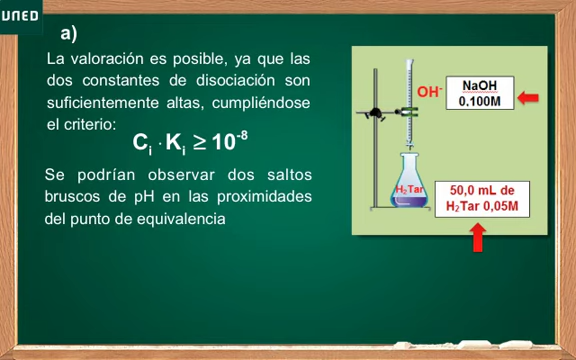 UNED
a)
La valoración es posible, ya que las
dos constantes de disociación son
suficientemente altas, cumpliéndose
el criterio:
Cᵢ · Kᵢ ≥ 10⁻⁸
Se podrían observar dos saltos
bruscos de pH en las proximidades
del punto de equivalencia
OH⁻
NaOH
0.100M
H₂Tar
50,0 mL de
H₂Tar 0,05M